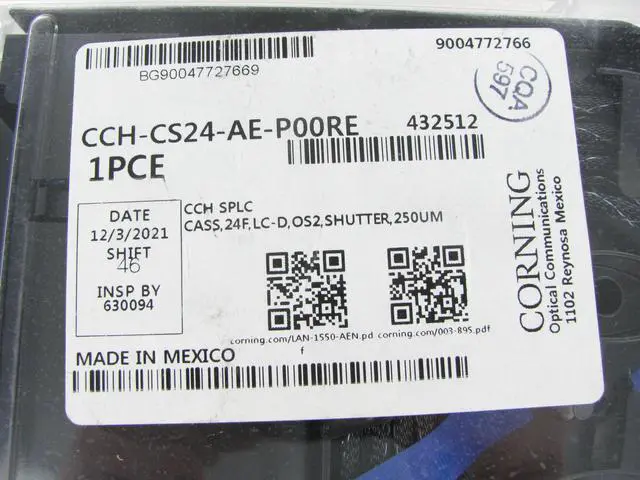 BG90047727669
9004772766
CQA
597
CCH-CS24-AE-P00RE
432512
1PCE
CCH SPLC
CASS,24F,LC-D,OS2,SHUTTER,250UM
DATE
12/3/2021
SHIFT
46
INSP BY
630094
corning.com/LAN-1550-AEN.pd
f
corning.com/003-895.pdf
MADE IN MEXICO
CORNING
Optical Communications
1102 Reynosa Mexico